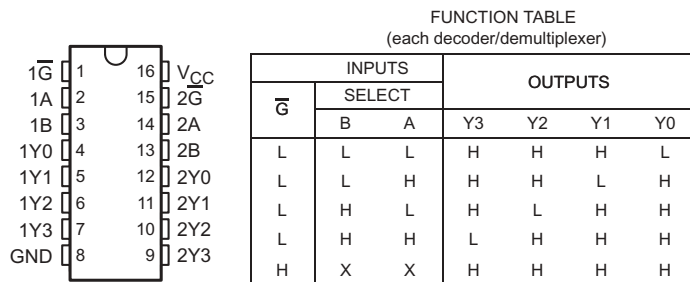 1G̅ 1 16 VCC
1A 2 15 2G̅
1B 3 14 2A
1Y0 4 13 2B
1Y1 5 12 2Y0
1Y2 6 11 2Y1
1Y3 7 10 2Y2
GND 8 9 2Y3
FUNCTION TABLE
(each decoder/demultiplexer)
INPUTS OUTPUTS
G̅ SELECT
B A Y3 Y2 Y1 Y0
L L L H H H L
L L H H H L H
L H L H L H H
L H H L H H H
H X X H H H H